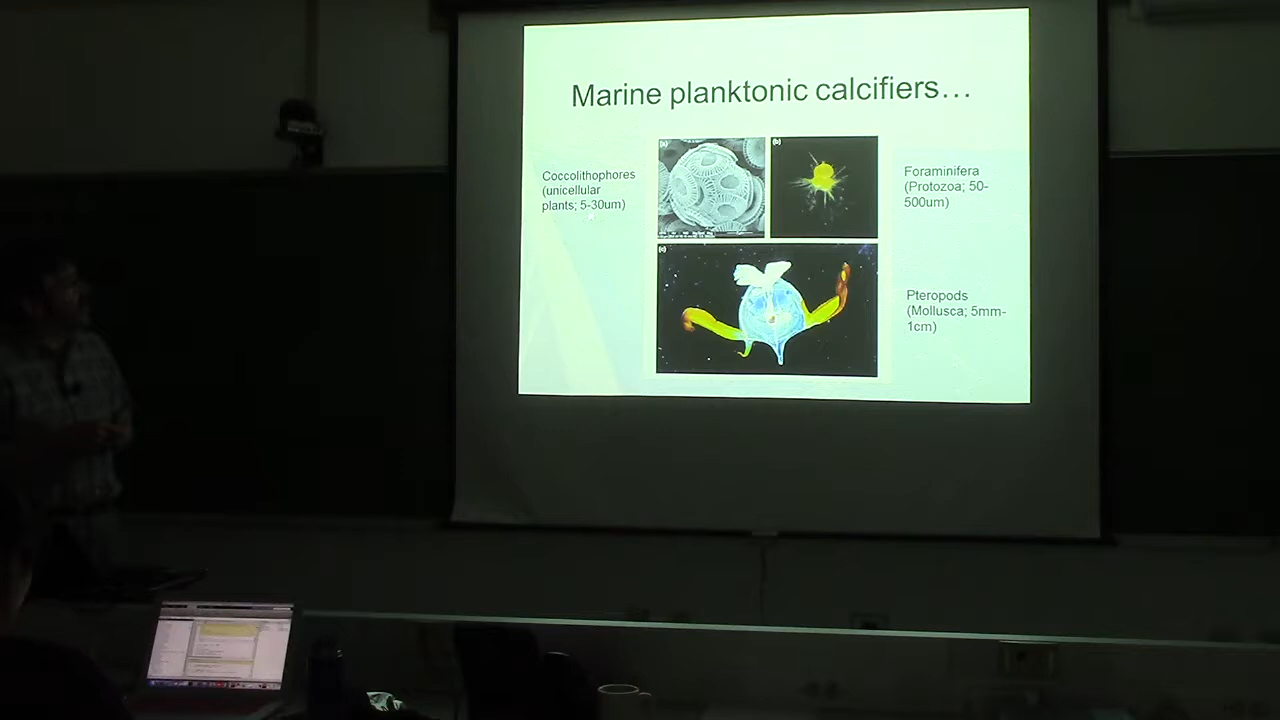 Marine planktonic calcifiers…
Coccolithophores
(unicellular
plants; 5-30um)
(a)
(b)
Foraminifera
(Protozoa; 50-
500um)
(c)
Pteropods
(Mollusca; 5mm-
1cm)